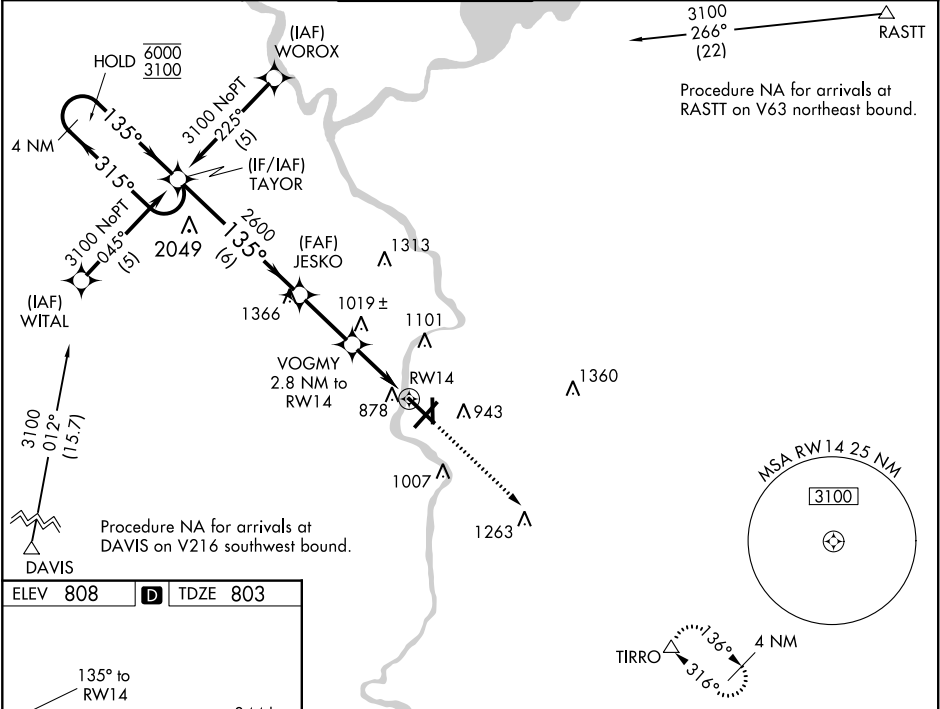 (IAF)
WOROX
3100
266°
(22)
RASTT
HOLD 6000
3100
Procedure NA for arrivals at
RASTT on V63 northeast bound.
3100 NoPT
225°
(5)
135°
4 NM
315°
(IF/IAF)
TAYOR
3100 NoPT
045°
(5)
2049
2600
135°
(6)
(FAF)
JESKO
1313
(IAF)
WITAL
1366
1019 ±
1101
VOGMY
2.8 NM to
RW14
RW14
1360
878
943
3100
012°
(15.7)
1007
MSA RW14 25 NM
3100
1263
Procedure NA for arrivals at
DAVIS on V216 southwest bound.
DAVIS
ELEV 808 D TDZE 803
TIRRO
136°
316°
4 NM
135° to
RW14